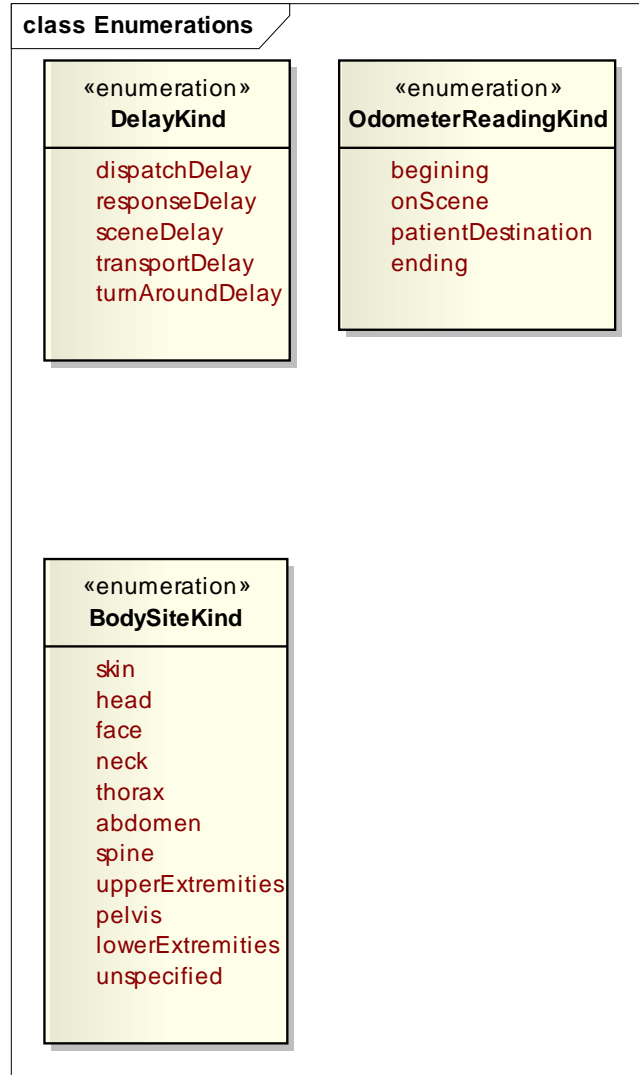 class Enumerations
«enumeration»
DelayKind
dispatchDelay
responseDelay
sceneDelay
transportDelay
turnAroundDelay
«enumeration»
OdometerReadingKind
begining
onScene
patientDestination
ending
«enumeration»
BodySiteKind
skin
head
face
neck
thorax
abdomen
spine
upperExtremities
pelvis
lowerExtremities
unspecified